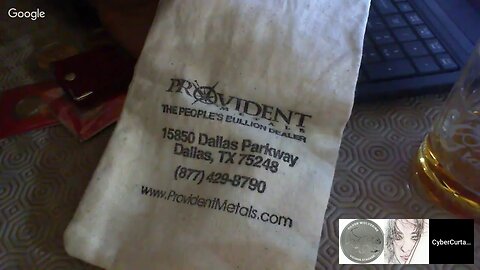 Google
PROVIDENT
METALS
THE PEOPLE'S BULLION DEALER
15850 Dallas Parkway
Dallas, TX 75248
(877) 429-8790
www.ProvidentMetals.com
CyberCurta...